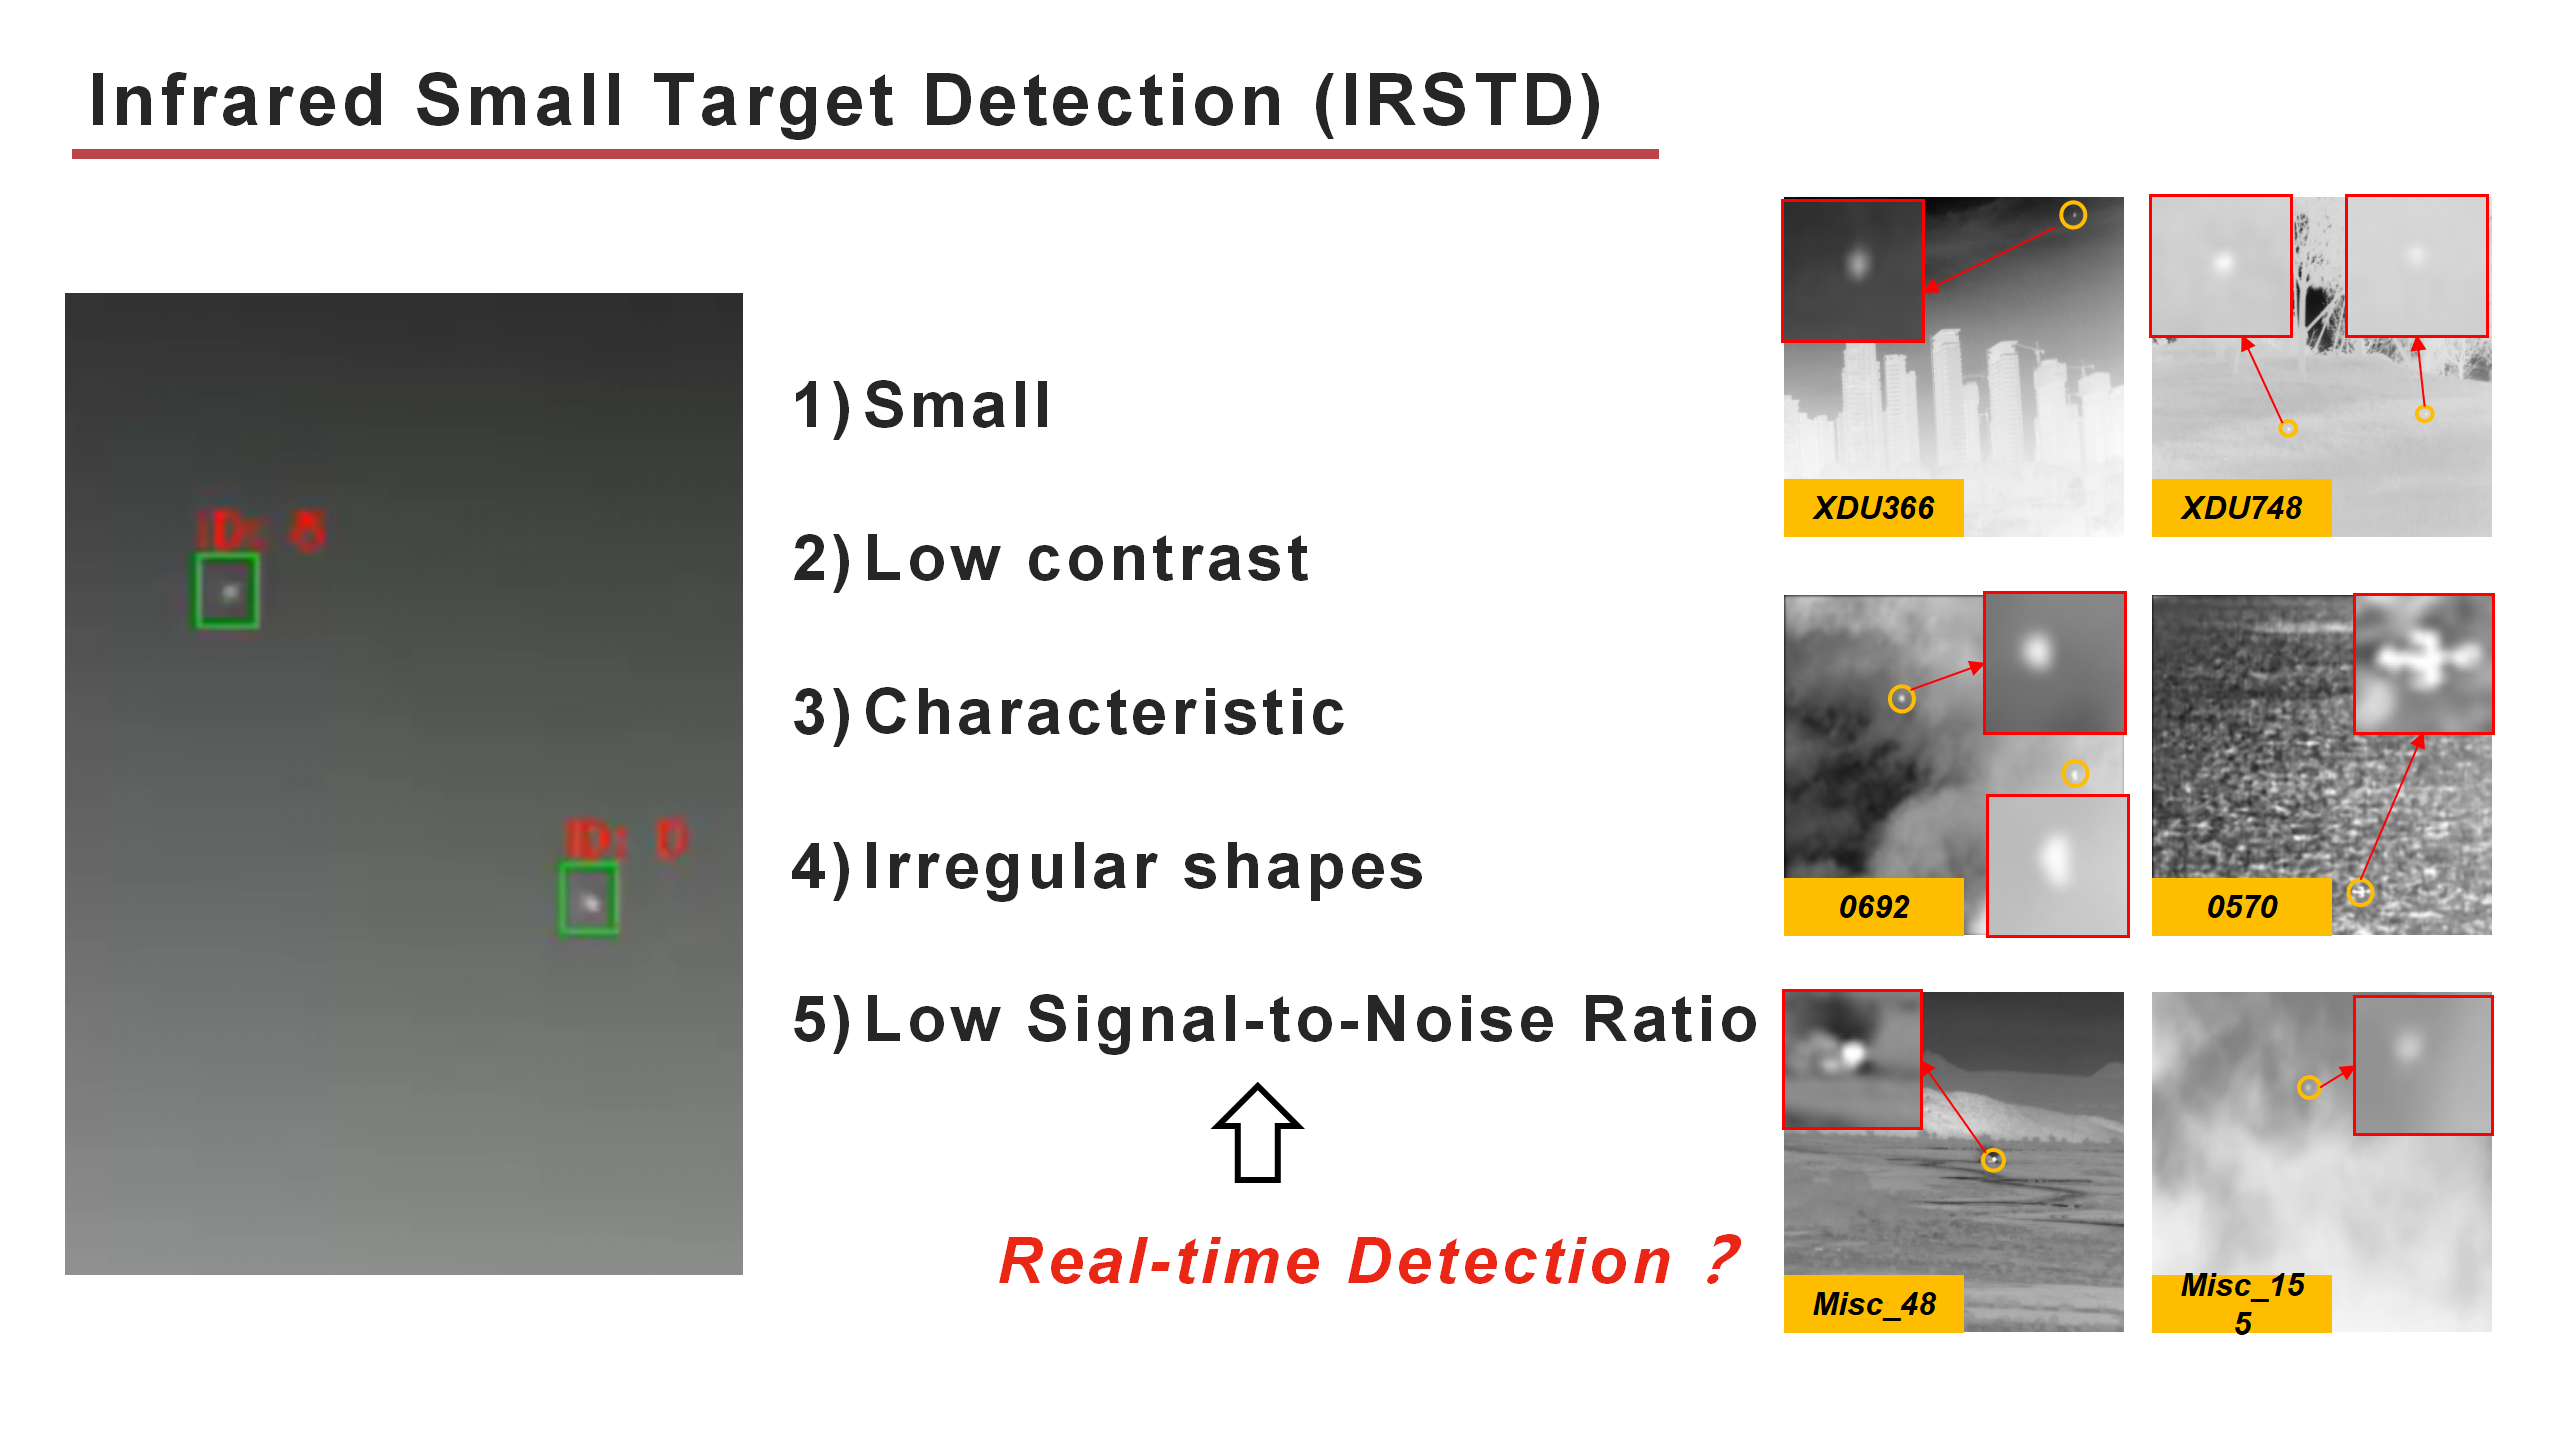 Infrared Small Target Detection (IRSTD)
ID: 8
ID: 0
1) Small
2) Low contrast
3) Characteristic
4) Irregular shapes
5) Low Signal-to-Noise Ratio
Real-time Detection ？
XDU366
XDU748
0692
0570
Misc_48
Misc_15
5